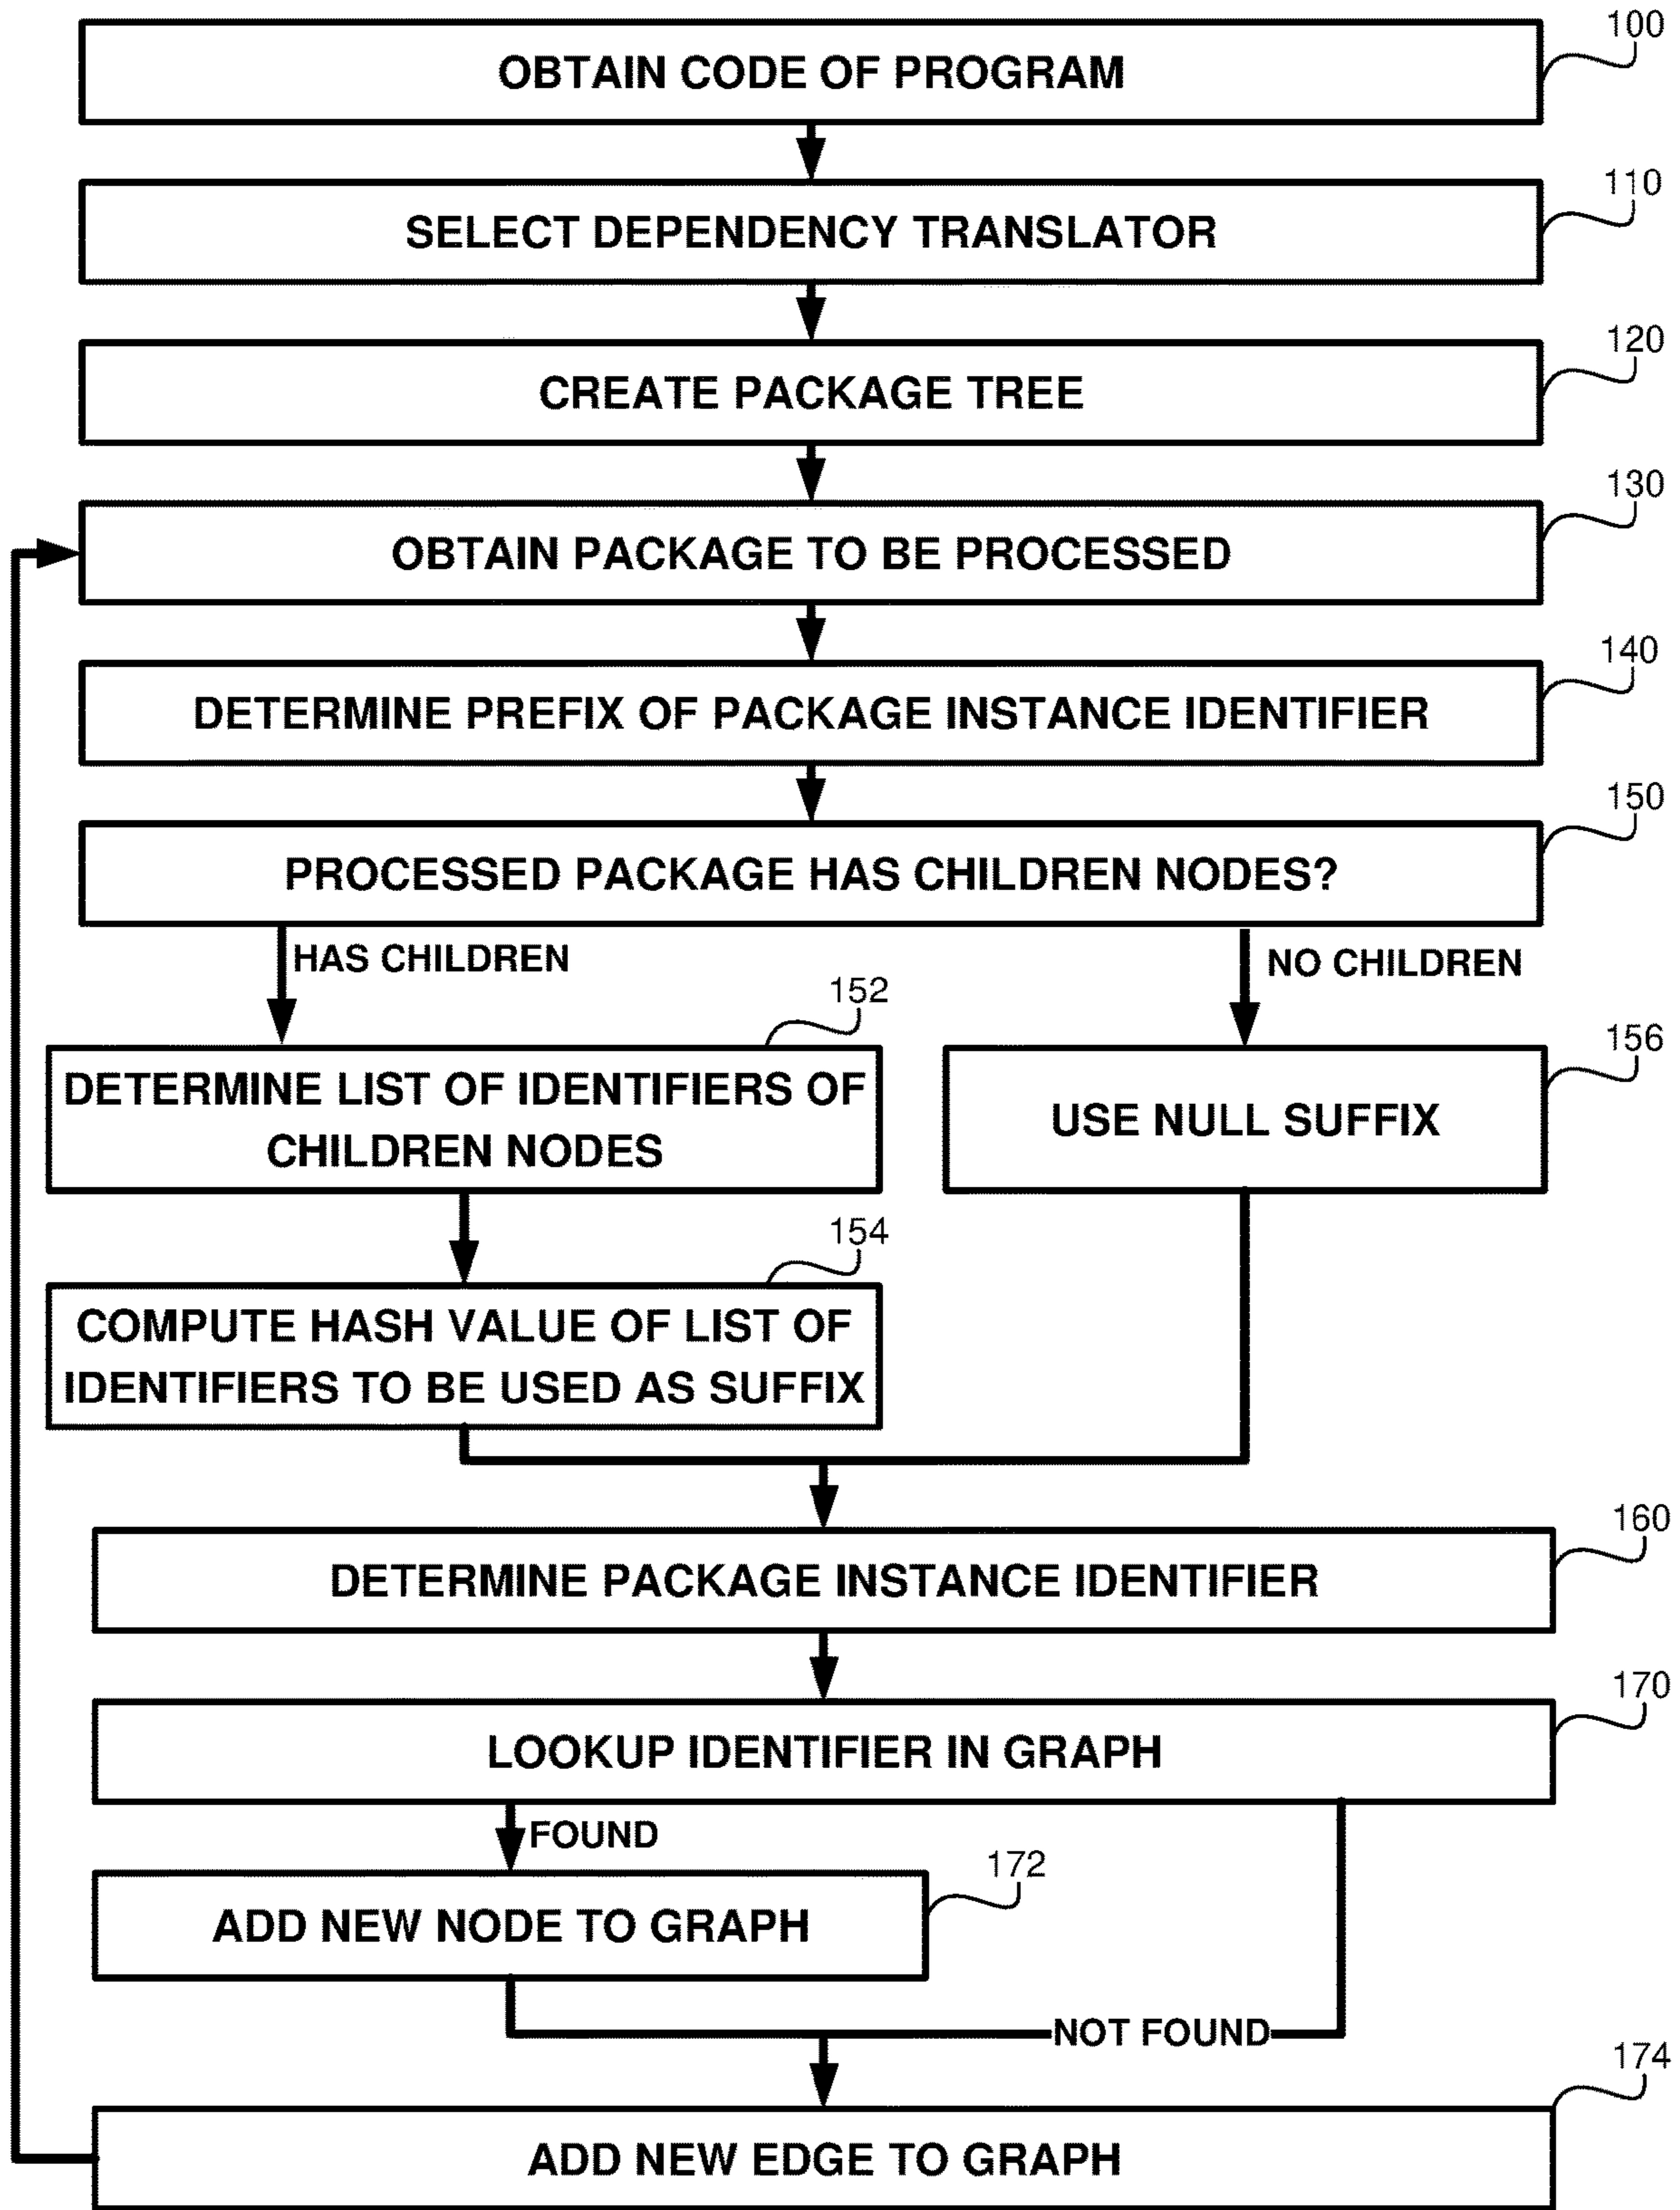 100
OBTAIN CODE OF PROGRAM
110
SELECT DEPENDENCY TRANSLATOR
120
CREATE PACKAGE TREE
130
OBTAIN PACKAGE TO BE PROCESSED
140
DETERMINE PREFIX OF PACKAGE INSTANCE IDENTIFIER
150
PROCESSED PACKAGE HAS CHILDREN NODES?
HAS CHILDREN
NO CHILDREN
152
DETERMINE LIST OF IDENTIFIERS OF
CHILDREN NODES
156
USE NULL SUFFIX
154
COMPUTE HASH VALUE OF LIST OF
IDENTIFIERS TO BE USED AS SUFFIX
160
DETERMINE PACKAGE INSTANCE IDENTIFIER
170
LOOKUP IDENTIFIER IN GRAPH
FOUND
172
ADD NEW NODE TO GRAPH
NOT FOUND
174
ADD NEW EDGE TO GRAPH